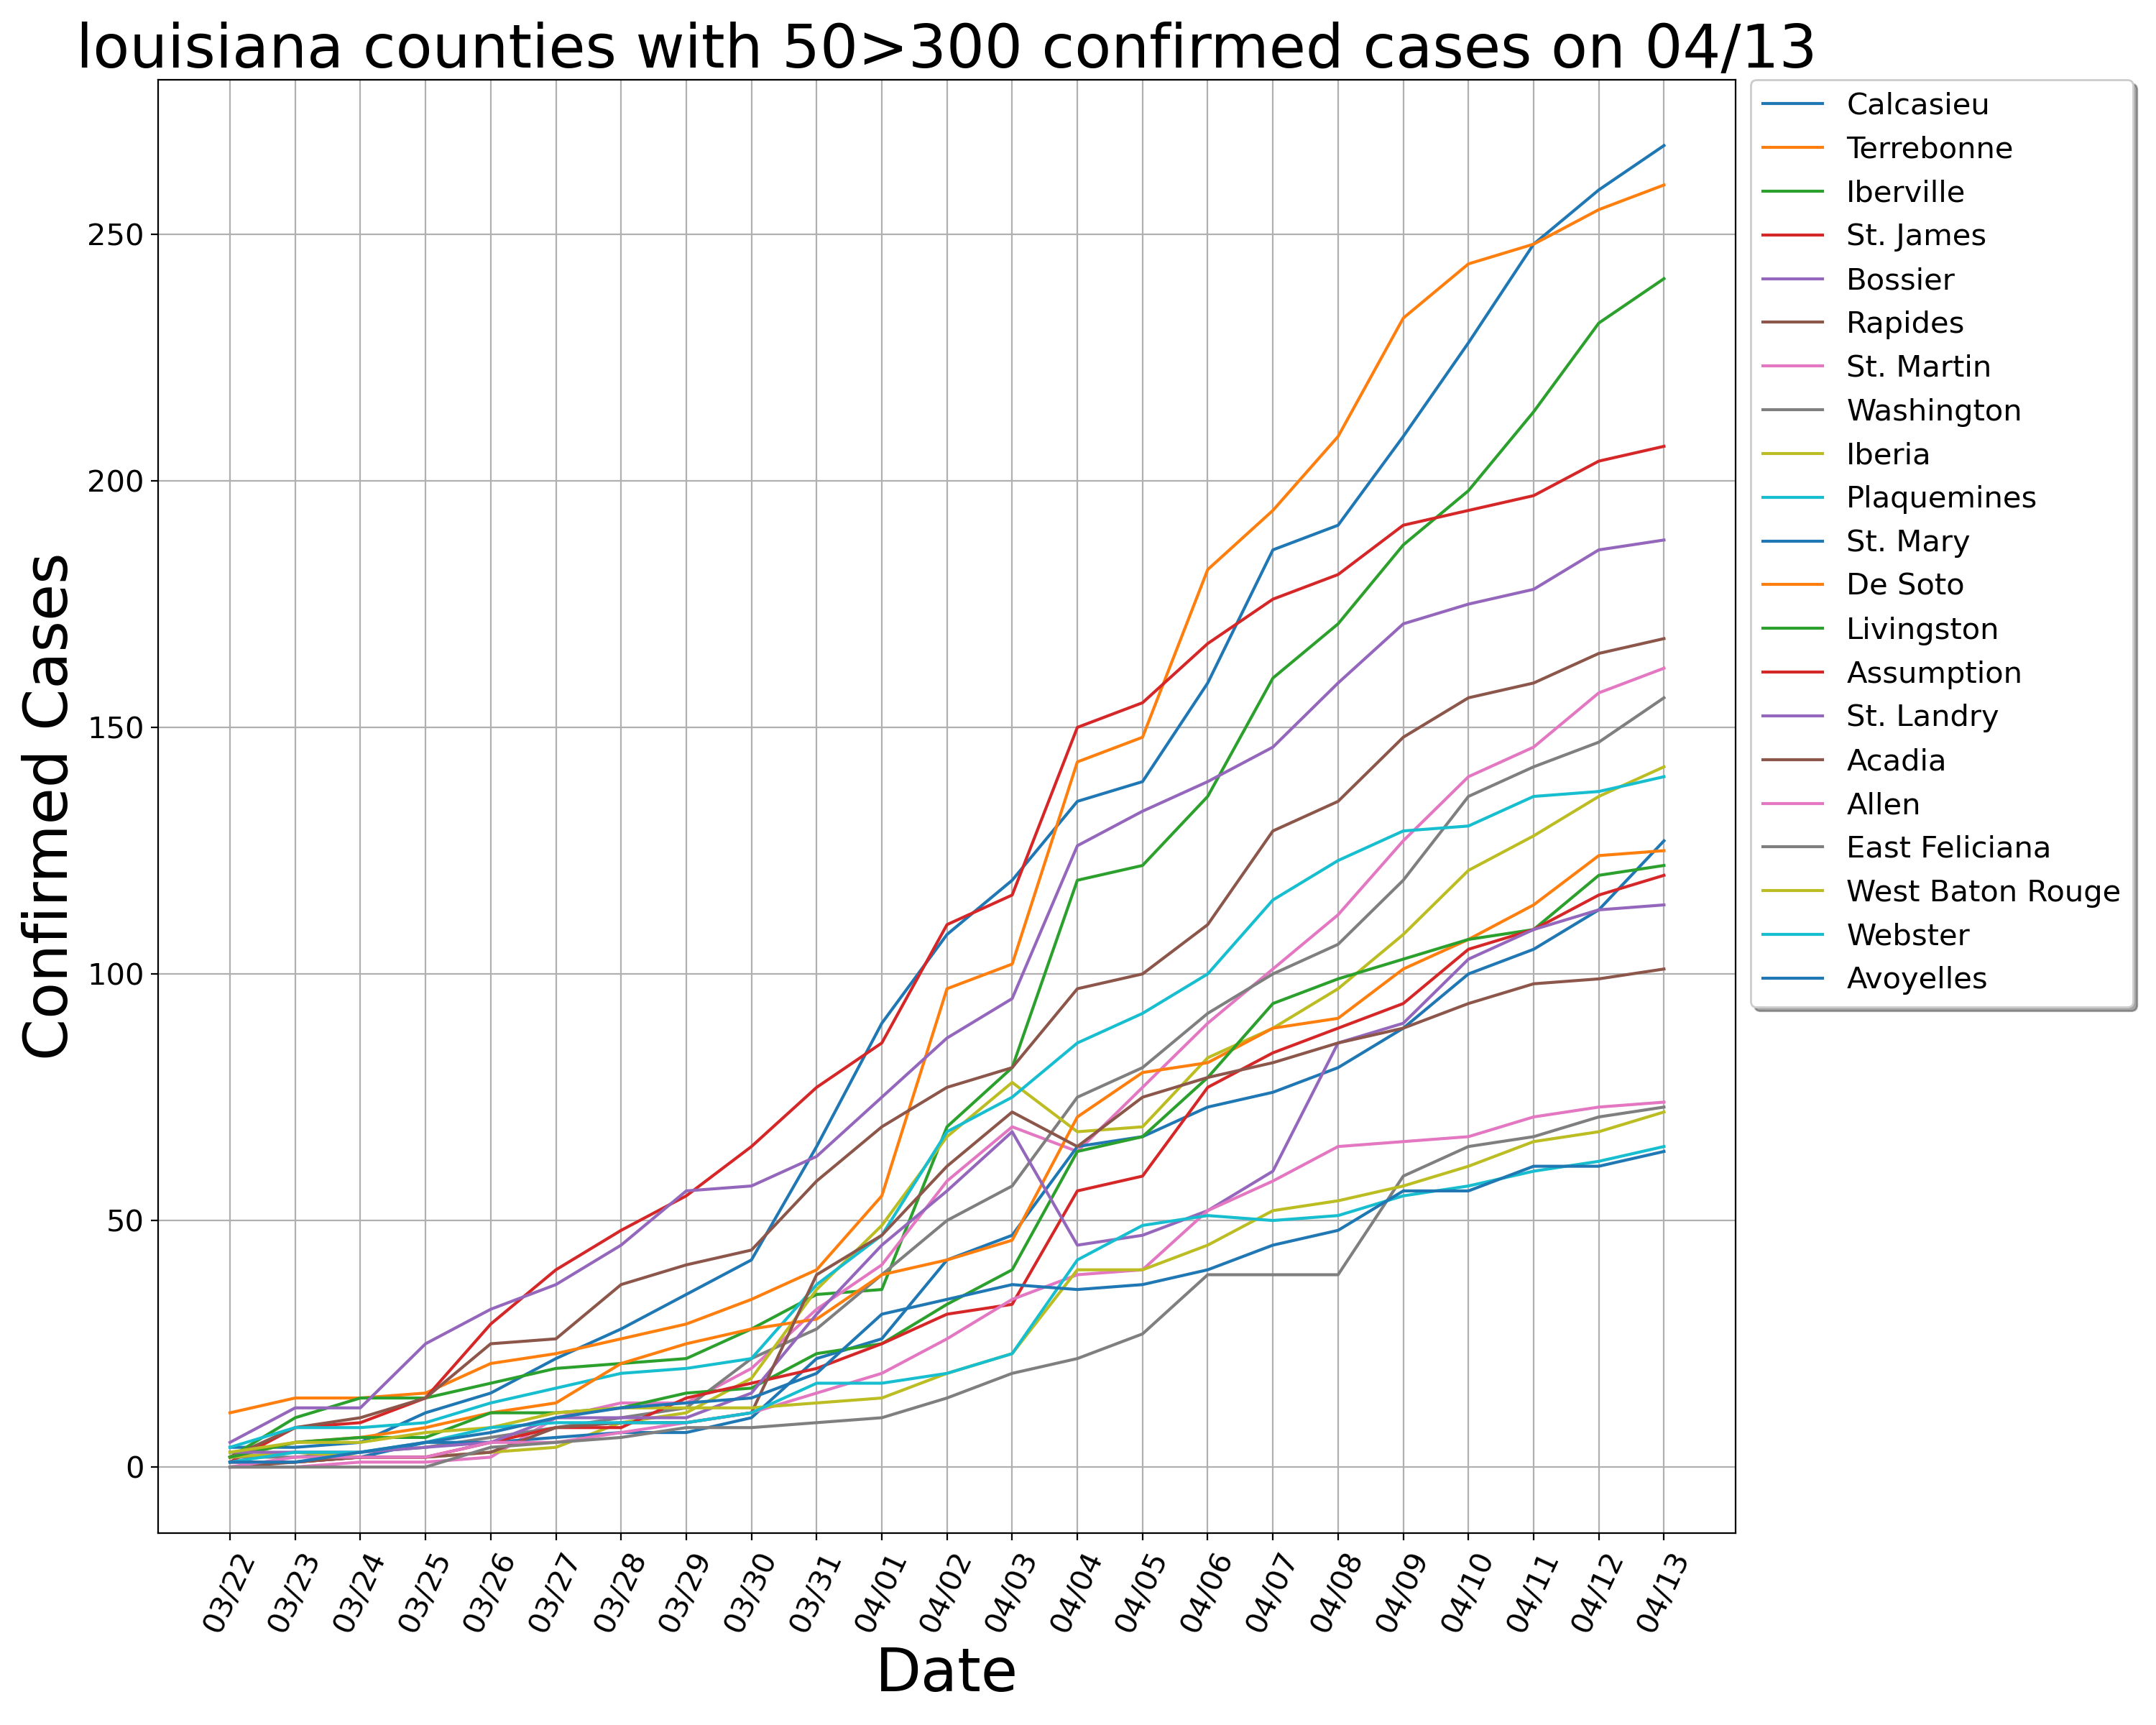 louisiana counties with 50>300 confirmed cases on 04/13
Confirmed Cases
250
200
150
100
50
0
03/22
03/23
03/24
03/25
03/26
03/27
03/28
03/29
03/30
03/31
04/01
04/02
04/03
04/04
04/05
04/06
04/07
04/08
04/09
04/10
04/11
04/12
04/13
Date
Calcasieu
Terrebonne
Iberville
St. James
Bossier
Rapides
St. Martin
Washington
Iberia
Plaquemines
St. Mary
De Soto
Livingston
Assumption
St. Landry
Acadia
Allen
East Feliciana
West Baton Rouge
Webster
Avoyelles